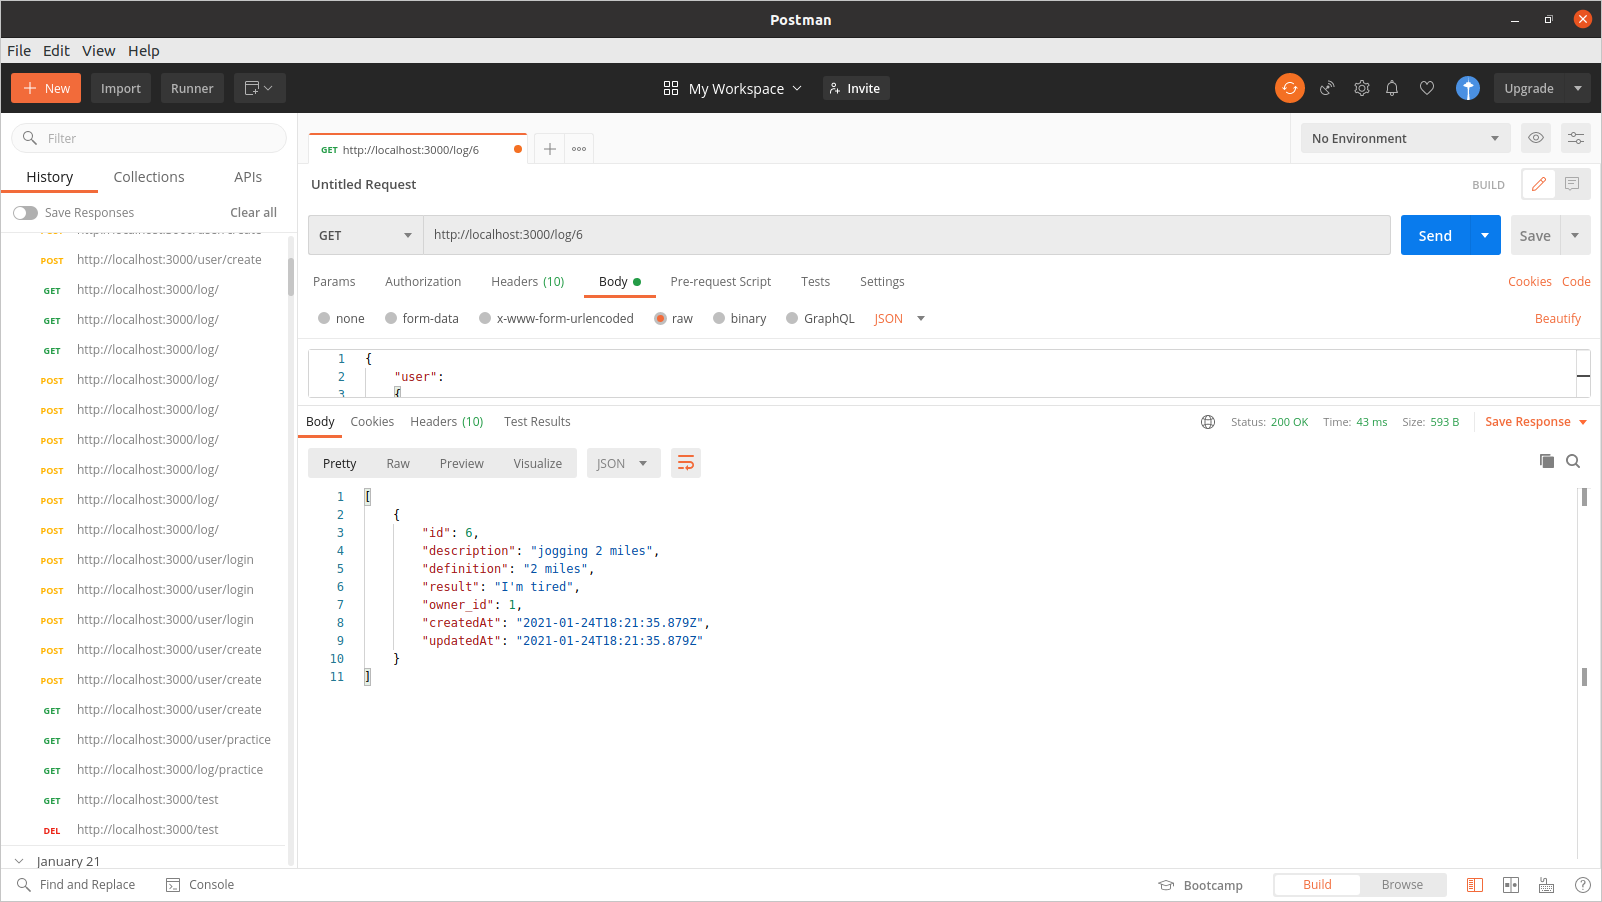 Postman
File Edit View Help
New Import Runner My Workspace Invite Upgrade
Filter
History Collections APIs
Save Responses Clear all
http://localhost:3000/user/create
POST http://localhost:3000/user/create
GET http://localhost:3000/log/
GET http://localhost:3000/log/
GET http://localhost:3000/log/
POST http://localhost:3000/log/
POST http://localhost:3000/log/
POST http://localhost:3000/log/
POST http://localhost:3000/log/
POST http://localhost:3000/log/
POST http://localhost:3000/log/
POST http://localhost:3000/user/login
POST http://localhost:3000/user/login
POST http://localhost:3000/user/login
POST http://localhost:3000/user/create
POST http://localhost:3000/user/create
GET http://localhost:3000/user/create
GET http://localhost:3000/user/practice
GET http://localhost:3000/log/practice
GET http://localhost:3000/test
DEL http://localhost:3000/test
January 21
GET http://localhost:3000/log/6
No Environment
Untitled Request
BUILD
GET http://localhost:3000/log/6 Send Save
Params Authorization Headers (10) Body Pre-request Script Tests Settings Cookies Code
none form-data x-www-form-urlencoded raw binary GraphQL JSON Beautify
1 {
2 "user":
3 {
Body Cookies Headers (10) Test Results Status: 200 OK Time: 43 ms Size: 593 B Save Response
Pretty Raw Preview Visualize JSON
1 [
2 {
3 "id": 6,
4 "description": "jogging 2 miles",
5 "definition": "2 miles",
6 "result": "I'm tired",
7 "owner_id": 1,
8 "createdAt": "2021-01-24T18:21:35.879Z",
9 "updatedAt": "2021-01-24T18:21:35.879Z"
10 }
11 ]
Find and Replace Console Bootcamp Build Browse